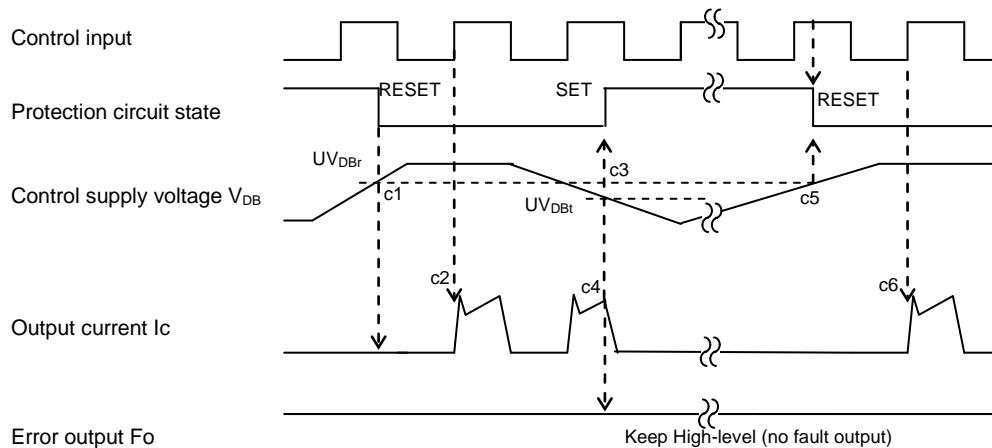 Control input
RESET
SET
Protection circuit state
RESET
UVDBr
c3
Control supply voltage VDB
c1
c5
UVDBt
c2
c4
c6
Output current Ic
Error output Fo
Keep High-level (no fault output)